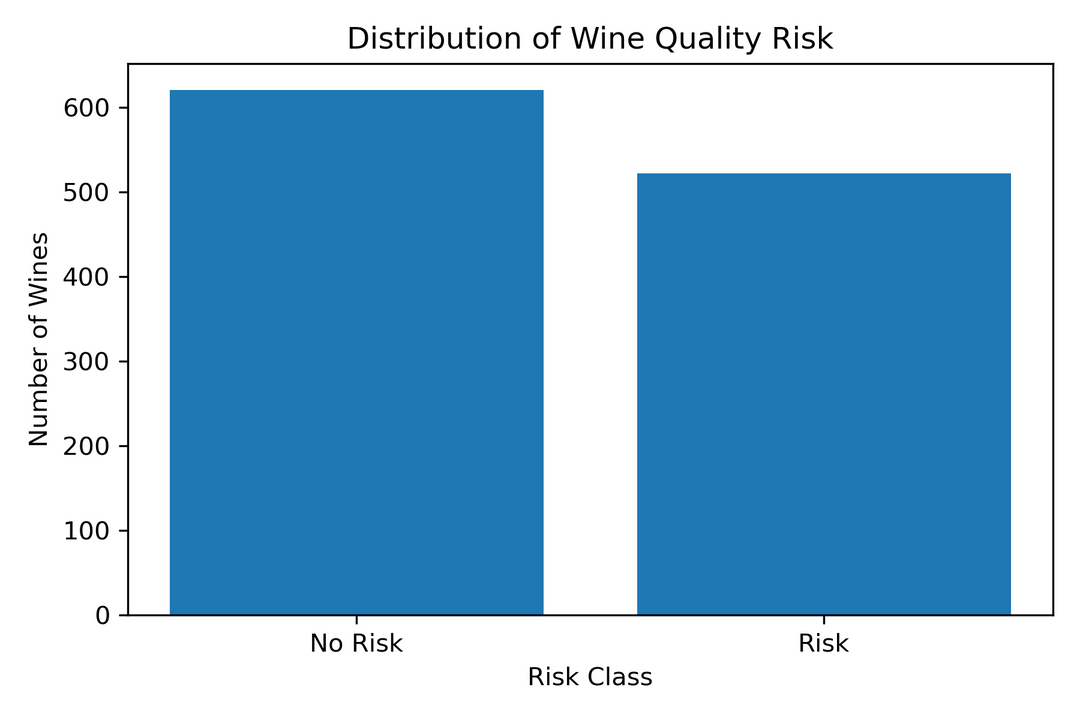 Distribution of Wine Quality Risk
Number of Wines
600
500
400
300
200
100
0
No Risk
Risk
Risk Class